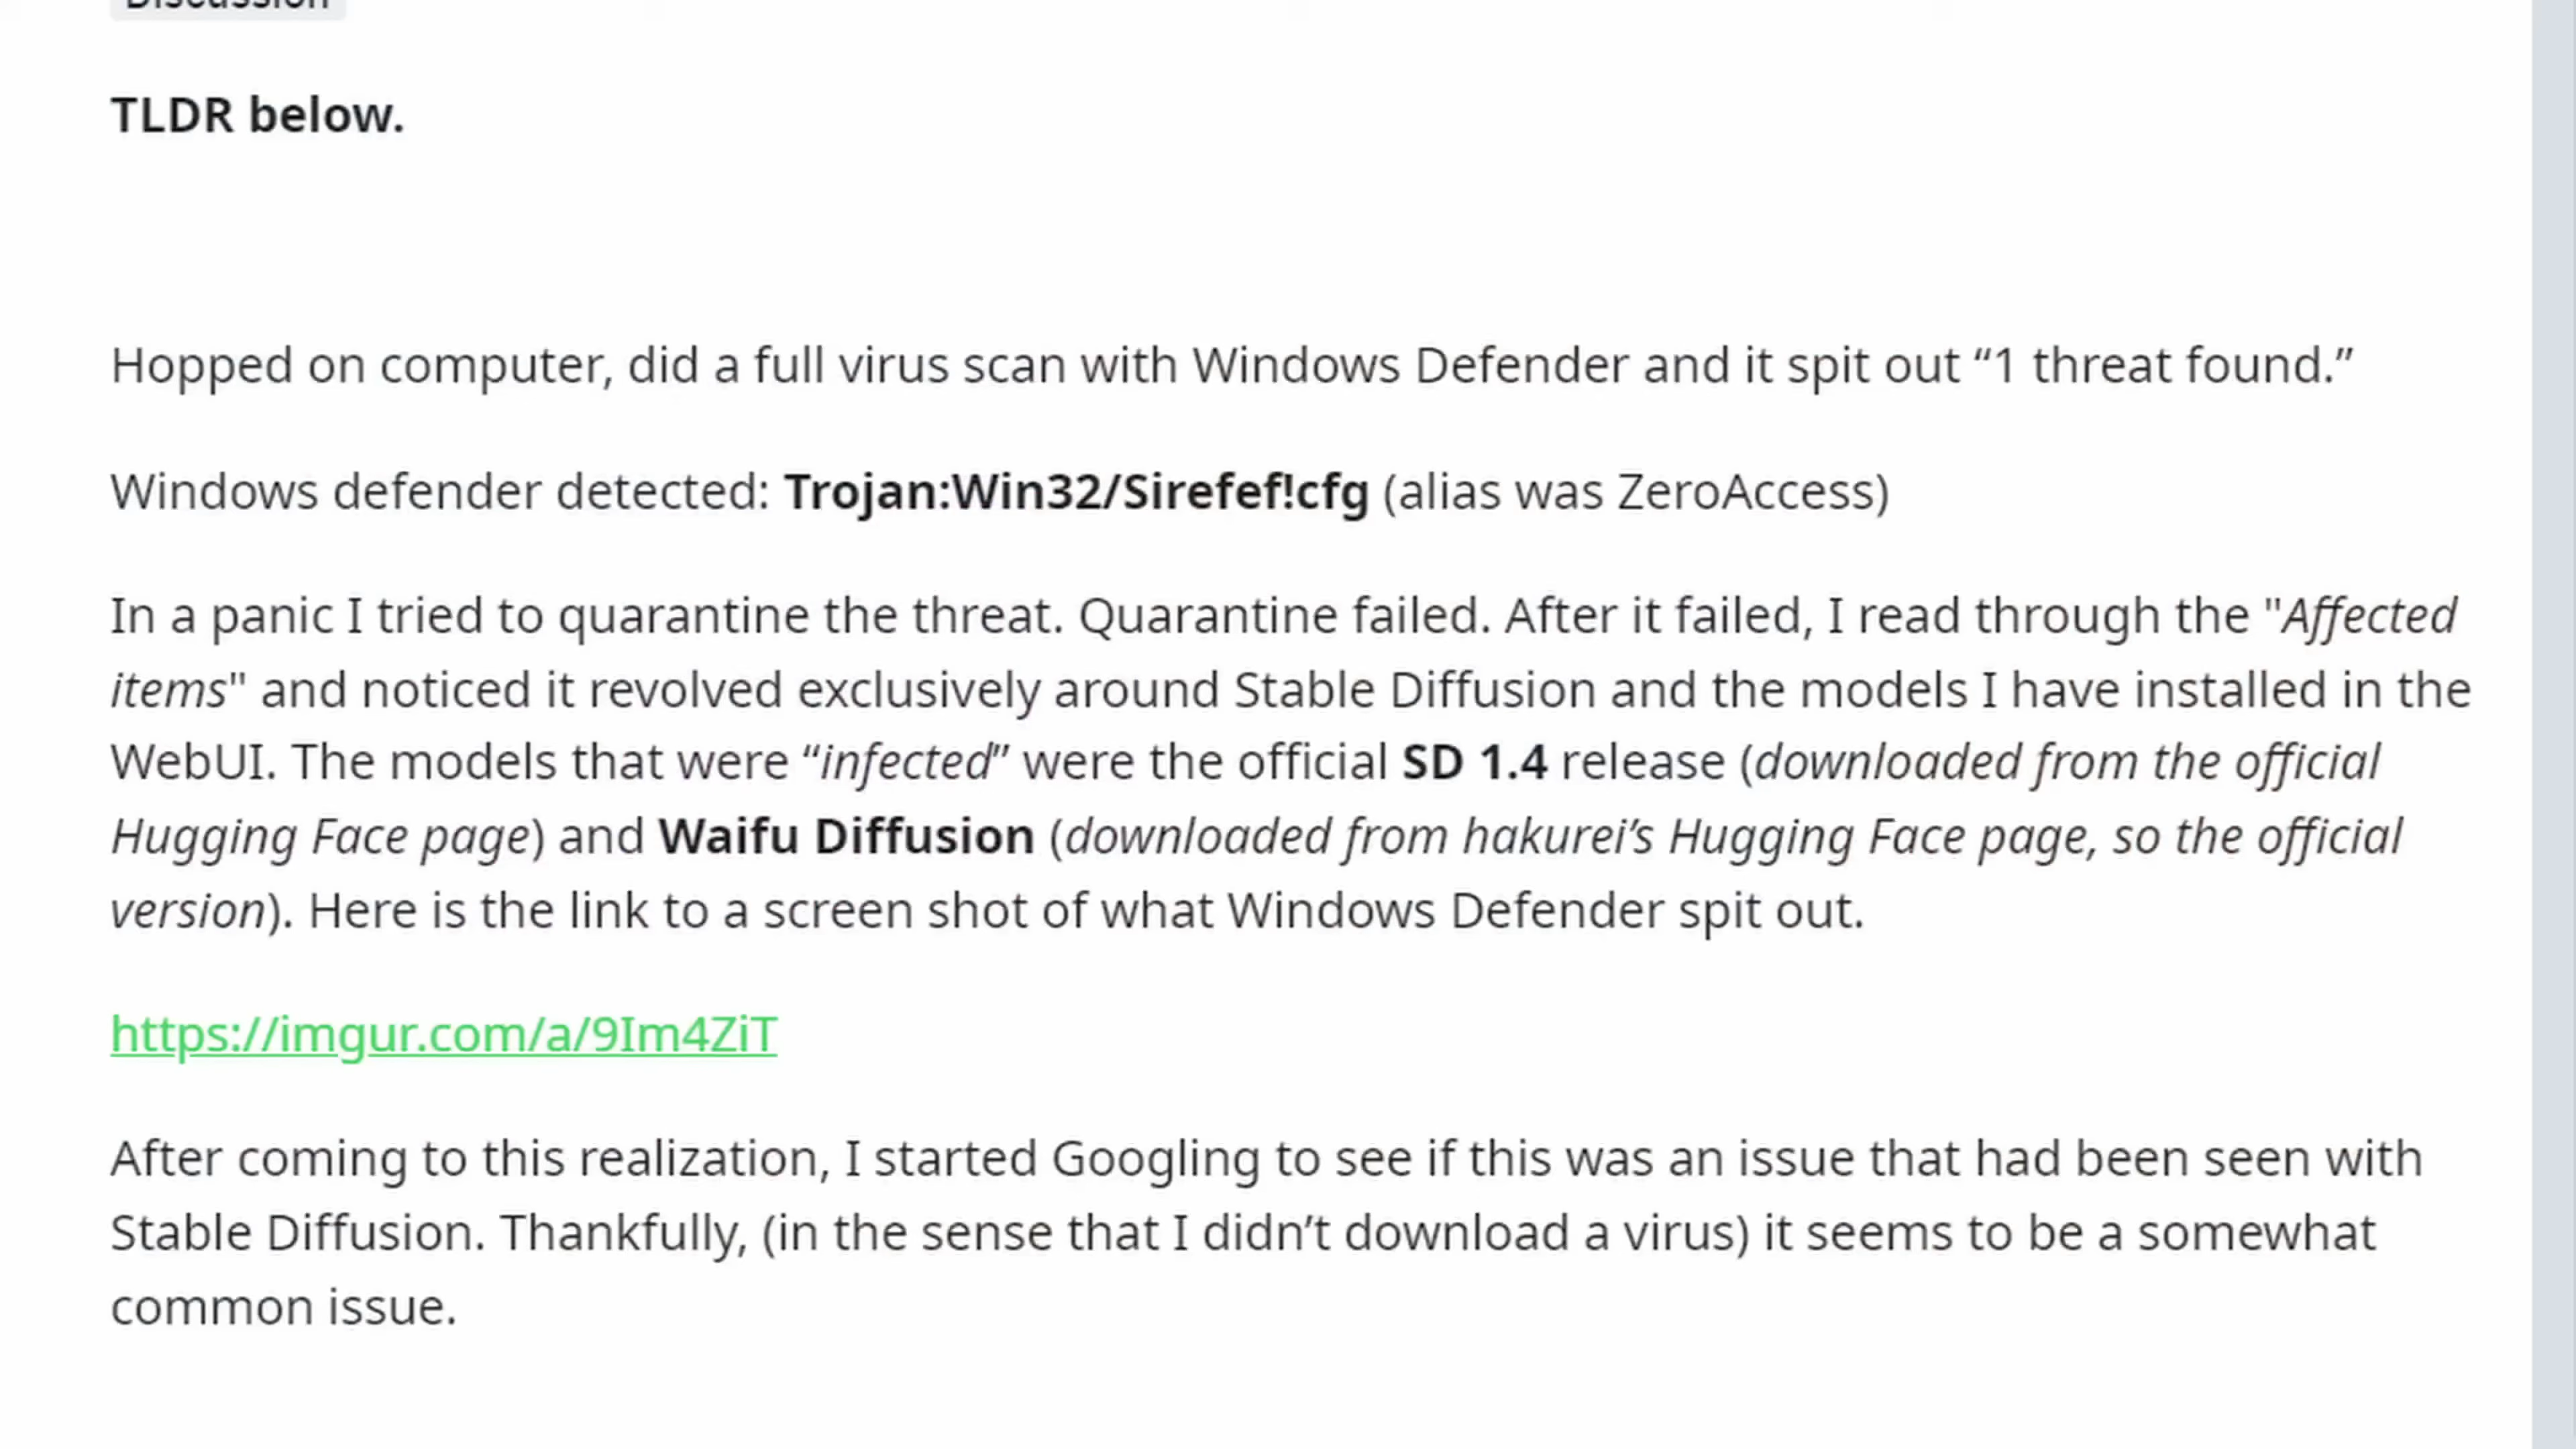 Discussion
TLDR below.
Hopped on computer, did a full virus scan with Windows Defender and it spit out “1 threat found.”
Windows defender detected: Trojan:Win32/Sirefef!cfg (alias was ZeroAccess)
In a panic I tried to quarantine the threat. Quarantine failed. After it failed, I read through the "Affected
items" and noticed it revolved exclusively around Stable Diffusion and the models I have installed in the
WebUI. The models that were “infected” were the official SD 1.4 release (downloaded from the official
Hugging Face page) and Waifu Diffusion (downloaded from hakurei’s Hugging Face page, so the official
version). Here is the link to a screen shot of what Windows Defender spit out.
https://imgur.com/a/9Im4ZiT
After coming to this realization, I started Googling to see if this was an issue that had been seen with
Stable Diffusion. Thankfully, (in the sense that I didn’t download a virus) it seems to be a somewhat
common issue.